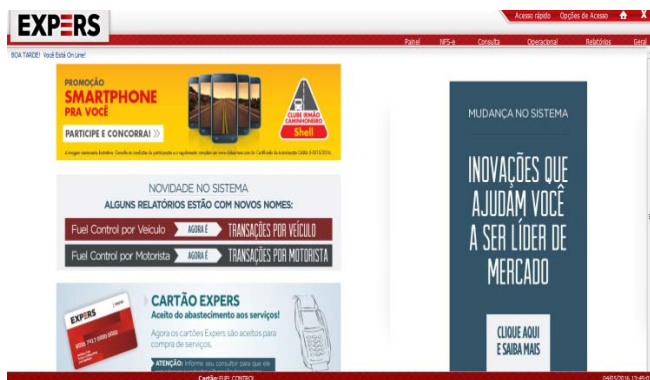 EXPERS
Acesso rápido Opções de Acesso X
Painel NFS-e Consulta Operacional Relatórios Geral
BOA TARDE! Você Está On Line!
PROMOÇÃO
SMARTPHONE
PRA VOCÊ
PARTICIPE E CONCORRA!
CLUBE IRMÃO
CAMINHONEIRO
Shell
NOVIDADE NO SISTEMA
ALGUNS RELATÓRIOS ESTÃO COM NOVOS NOMES:
Fuel Control por Veículo AGORA É TRANSAÇÕES POR VEÍCULO
Fuel Control por Motorista AGORA É TRANSAÇÕES POR MOTORISTA
EXPERS
CARTÃO EXPERS
Aceito do abastecimento aos serviços!
Agora os cartões Expers são aceitos para
compra de serviços.
ATENÇÃO: Informe seu consultor para que ele
MUDANÇA NO SISTEMA
INOVAÇÕES QUE
AJUDAM VOCÊ
A SER LÍDER DE
MERCADO
CLIQUE AQUI
E SAIBA MAIS
Cartão: FUEL CONTROL